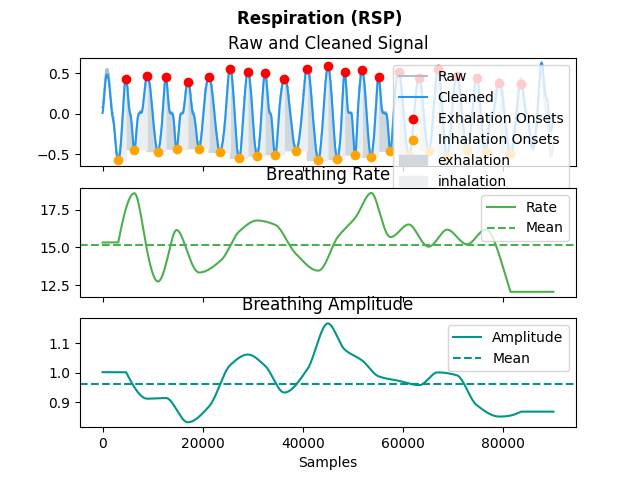 Respiration (RSP)
Raw and Cleaned Signal
0.5
0.0
−0.5
Raw
Cleaned
Exhalation Onsets
Inhalation Onsets
exhalation
inhalation
Breathing Rate
17.5
15.0
12.5
Rate
Mean
Breathing Amplitude
1.1
1.0
0.9
Amplitude
Mean
0 20000 40000 60000 80000
Samples